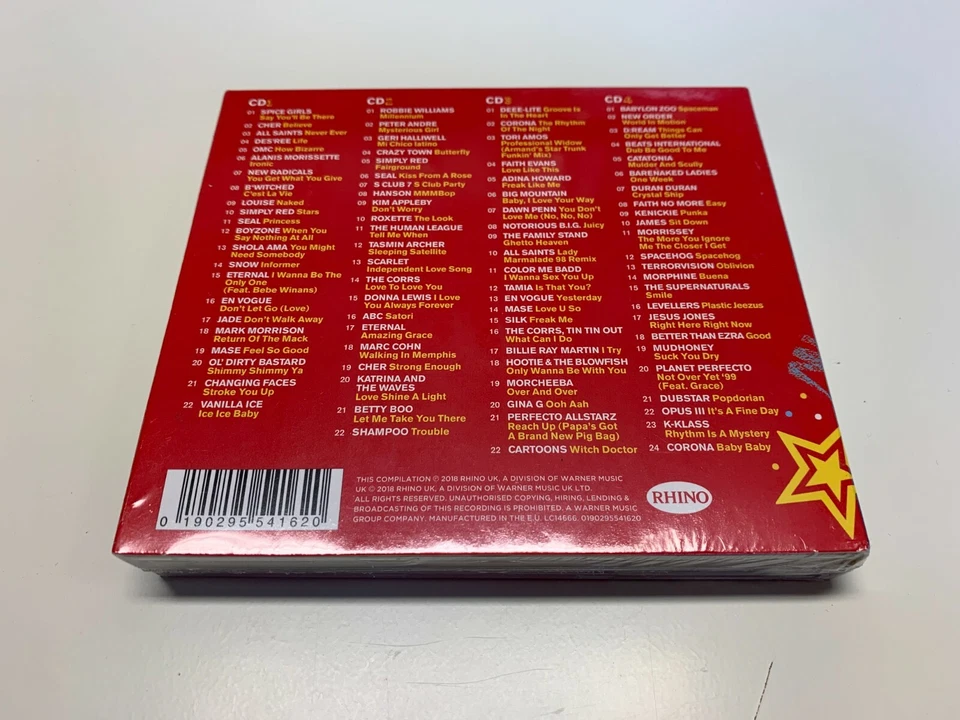 CD1
01 SPICE GIRLS
Say You'll Be There
02 CHER Believe
03 ALL SAINTS Never Ever
04 DES'REE Life
05 OMC How Bizarre
06 ALANIS MORISSETTE
Ironic
07 NEW RADICALS
You Get What You Give
08 B*WITCHED
C'est La Vie
09 LOUISE Naked
10 SIMPLY RED Stars
11 SEAL Princess
12 BOYZONE When You
Say Nothing At All
13 SHOLA AMA You Might
Need Somebody
14 SNOW Informer
15 ETERNAL I Wanna Be The
Only One
(Feat. Bebe Winans)
16 EN VOGUE
Don't Let Go (Love)
17 JADE Don't Walk Away
18 MARK MORRISON
Return Of The Mack
19 MASE Feel So Good
20 OL' DIRTY BASTARD
Shimmy Shimmy Ya
21 CHANGING FACES
Stroke You Up
22 VANILLA ICE
Ice Ice Baby
CD2
01 ROBBIE WILLIAMS
Millennium
02 PETER ANDRE
Mysterious Girl
03 GERI HALLIWELL
Mi Chico latino
04 CRAZY TOWN Butterfly
05 SIMPLY RED
Fairground
06 SEAL Kiss From A Rose
07 S CLUB 7 S Club Party
08 HANSON MMMBop
09 KIM APPLEBY
Don't Worry
10 ROXETTE The Look
11 THE HUMAN LEAGUE
Tell Me When
12 TASMIN ARCHER
Sleeping Satellite
13 SCARLET
Independent Love Song
14 THE CORRS
Love To Love You
15 DONNA LEWIS I Love
You Always Forever
16 ABC Satori
17 ETERNAL
Amazing Grace
18 MARC COHN
Walking In Memphis
19 CHER Strong Enough
20 KATRINA AND
THE WAVES
Love Shine A Light
21 BETTY BOO
Let Me Take You There
22 SHAMPOO Trouble
CD3
01 DEEE-LITE Groove Is
In The Heart
02 CORONA The Rhythm
Of The Night
03 TORI AMOS
Professional Widow
(Armand's Star Trunk
Funkin' Mix)
04 FAITH EVANS
Love Like This
05 ADINA HOWARD
Freak Like Me
06 BIG MOUNTAIN
Baby, I Love Your Way
07 DAWN PENN You Don't
Love Me (No, No, No)
08 NOTORIOUS B.I.G. Juicy
09 THE FAMILY STAND
Ghetto Heaven
10 ALL SAINTS Lady
Marmalade 98 Remix
11 COLOR ME BADD
I Wanna Sex You Up
12 TAMIA Is That You?
13 EN VOGUE Yesterday
14 MASE Love U So
15 SILK Freak Me
16 THE CORRS, TIN TIN OUT
What Can I Do
17 BILLIE RAY MARTIN I Try
18 HOOTIE & THE BLOWFISH
Only Wanna Be With You
19 MORCHEEBA
Over And Over
20 GINA G Ooh Aah
21 PERFECTO ALLSTARZ
Reach Up (Papa's Got
A Brand New Pig Bag)
22 CARTOONS Witch Doctor
CD4
01 BABYLON ZOO Spaceman
02 NEW ORDER
World In Motion
03 D:REAM Things Can
Only Get Better
04 BEATS INTERNATIONAL
Dub Be Good To Me
05 CATATONIA
Mulder And Scully
06 BARENAKED LADIES
One Week
07 DURAN DURAN
Crystal Ship
08 FAITH NO MORE Easy
09 KENICKIE Punka
10 JAMES Sit Down
11 MORRISSEY
The More You Ignore
Me The Closer I Get
12 SPACEHOG Spacehog
13 TERRORVISION Oblivion
14 MORPHINE Buena
15 THE SUPERNATURALS
Smile
16 LEVELLERS Plastic Jeezus
17 JESUS JONES
Right Here Right Now
18 BETTER THAN EZRA Good
19 MUDHONEY
Suck You Dry
20 PLANET PERFECTO
Not Over Yet '99
(Feat. Grace)
21 DUBSTAR Popdorian
22 OPUS III It's A Fine Day
23 K-KLASS
Rhythm Is A Mystery
24 CORONA Baby Baby
0 190295 541620
THIS COMPILATION ℗ 2018 RHINO UK, A DIVISION OF WARNER MUSIC
UK © 2018 RHINO UK, A DIVISION OF WARNER MUSIC UK LTD.
ALL RIGHTS RESERVED. UNAUTHORISED COPYING, HIRING, LENDING &
BROADCASTING OF THIS RECORDING IS PROHIBITED. A WARNER MUSIC
GROUP COMPANY. MANUFACTURED IN THE E.U. LC14666. 0190295541620
RHINO